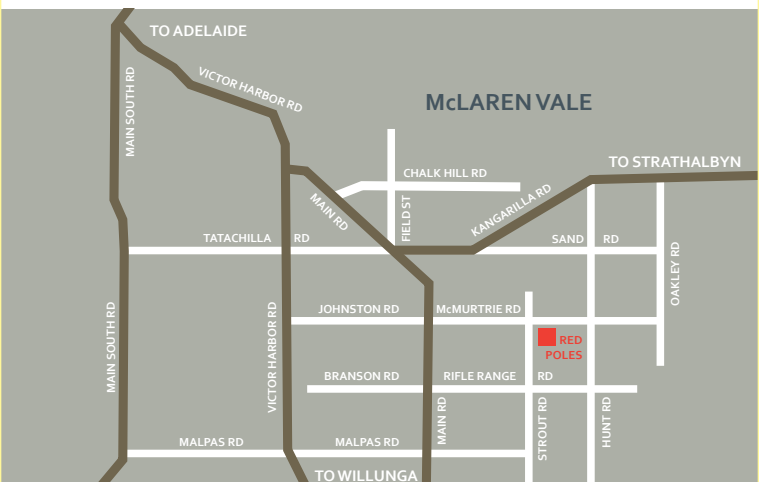 TO ADELAIDE
MAIN SOUTH RD
VICTOR HARBOR RD
McLAREN VALE
TO STRATHALBYN
CHALK HILL RD
MAIN RD
FIELD ST
KANGARILLA RD
TATACHILLA RD
SAND RD
OAKLEY RD
MAIN SOUTH RD
VICTOR HARBOR RD
JOHNSTON RD
McMURTRIE RD
RED
POLES
BRANSON RD
RIFLE RANGE RD
MAIN RD
STROUT RD
HUNT RD
MALPAS RD
MALPAS RD
TO WILLUNGA